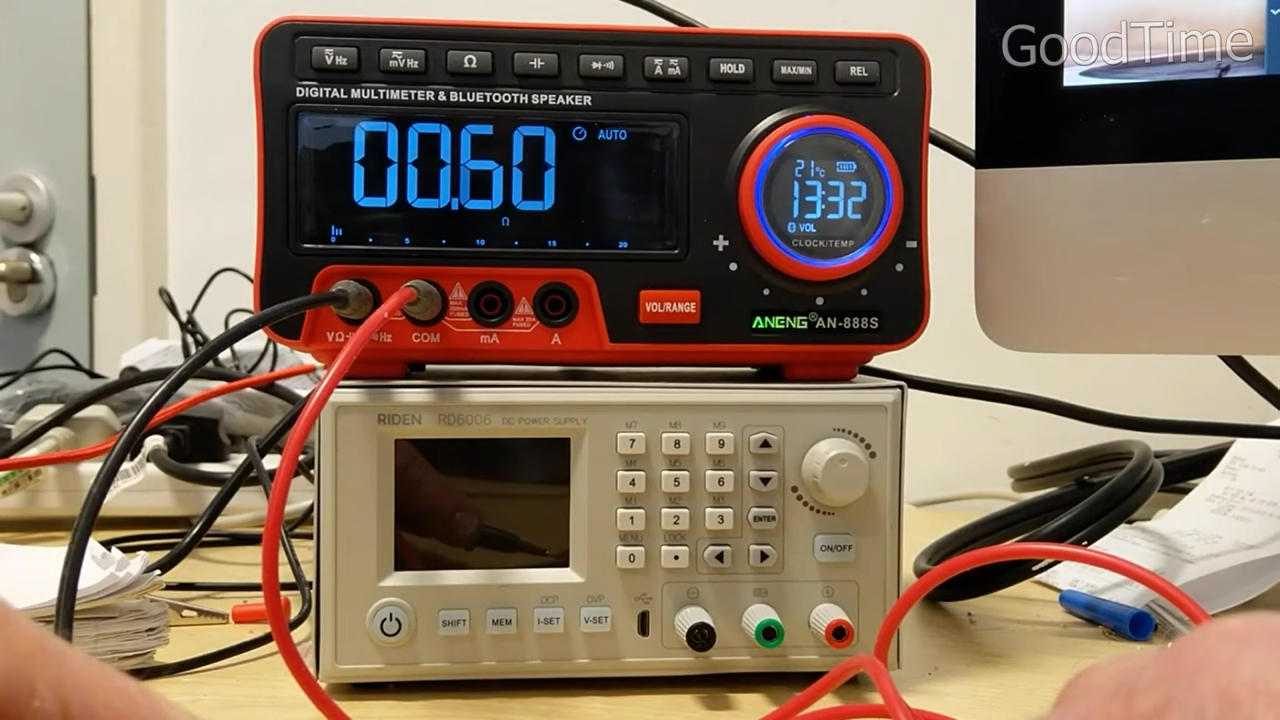 GoodTime
V Hz
mV Hz
Ω
A mA
HOLD
MAX/MIN
REL
DIGITAL MULTIMETER & BLUETOOTH SPEAKER
00.60
AUTO
Ω
0 5 10 15 20
21°C
13:32
VOL
CLOCK/TEMP
+
-
MAX 250mA FUSED
MAX 20A FUSED
COM
mA
A
VOL/RANGE
ANENG® AN-888S
RIDEN RD6006 DC POWER SUPPLY
M7 M8 M9
7 8 9
M4 M5 M6
4 5 6
M1 M2 M3
1 2 3 ENTER
MENU LOCK
0 .
ON/OFF
OCP OVP
SHIFT MEM I-SET V-SET